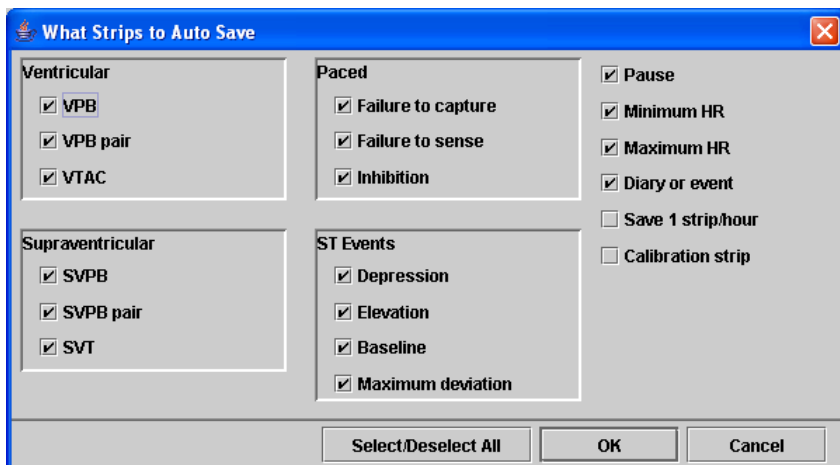 What Strips to Auto Save
Ventricular
VPB
VPB pair
VTAC
Supraventricular
SVPB
SVPB pair
SVT
Paced
Failure to capture
Failure to sense
Inhibition
ST Events
Depression
Elevation
Baseline
Maximum deviation
Pause
Minimum HR
Maximum HR
Diary or event
Save 1 strip/hour
Calibration strip
Select/Deselect All
OK
Cancel